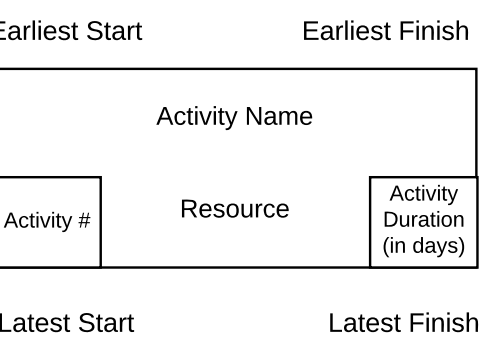 Earliest Start
Earliest Finish
Activity Name
Resource
Activity #
Activity
Duration
(in days)
Latest Start
Latest Finish